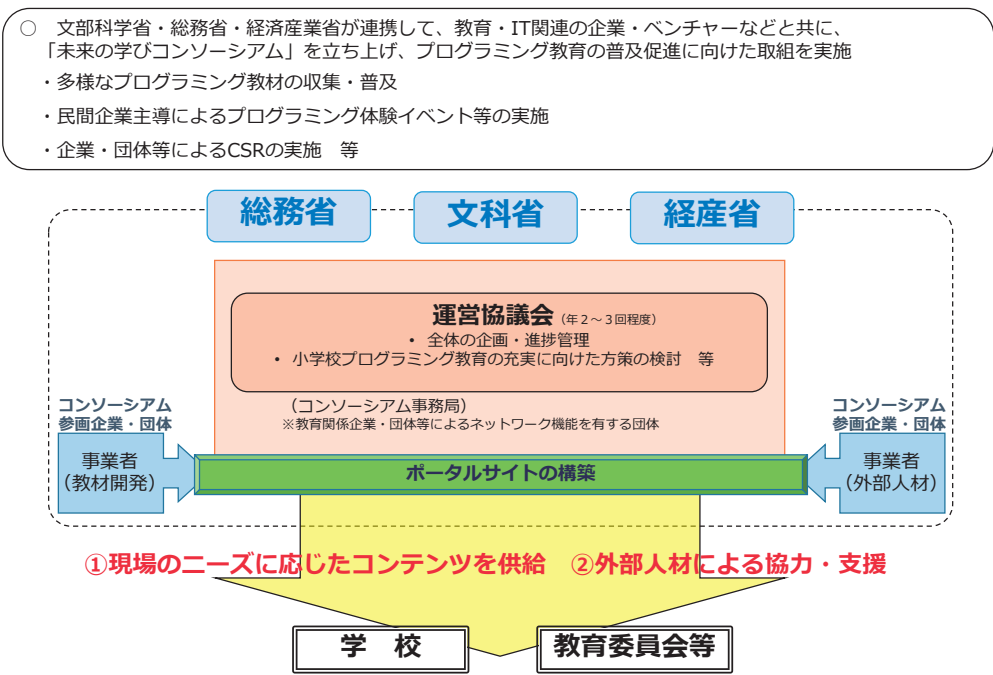 ○　文部科学省・総務省・経済産業省が連携して、教育・IT関連の企業・ベンチャーなどと共に、
「未来の学びコンソーシアム」を立ち上げ、プログラミング教育の普及促進に向けた取組を実施
・多様なプログラミング教材の収集・普及
・民間企業主導によるプログラミング体験イベント等の実施
・企業・団体等によるCSRの実施　等
総務省
文科省
経産省
運営協議会（年２～３回程度）
• 全体の企画・進捗管理
• 小学校プログラミング教育の充実に向けた方策の検討　等
（コンソーシアム事務局）
※教育関係企業・団体等によるネットワーク機能を有する団体
コンソーシアム
参画企業・団体
事業者
（教材開発）
ポータルサイトの構築
コンソーシアム
参画企業・団体
事業者
（外部人材）
①現場のニーズに応じたコンテンツを供給　②外部人材による協力・支援
学　校
教育委員会等